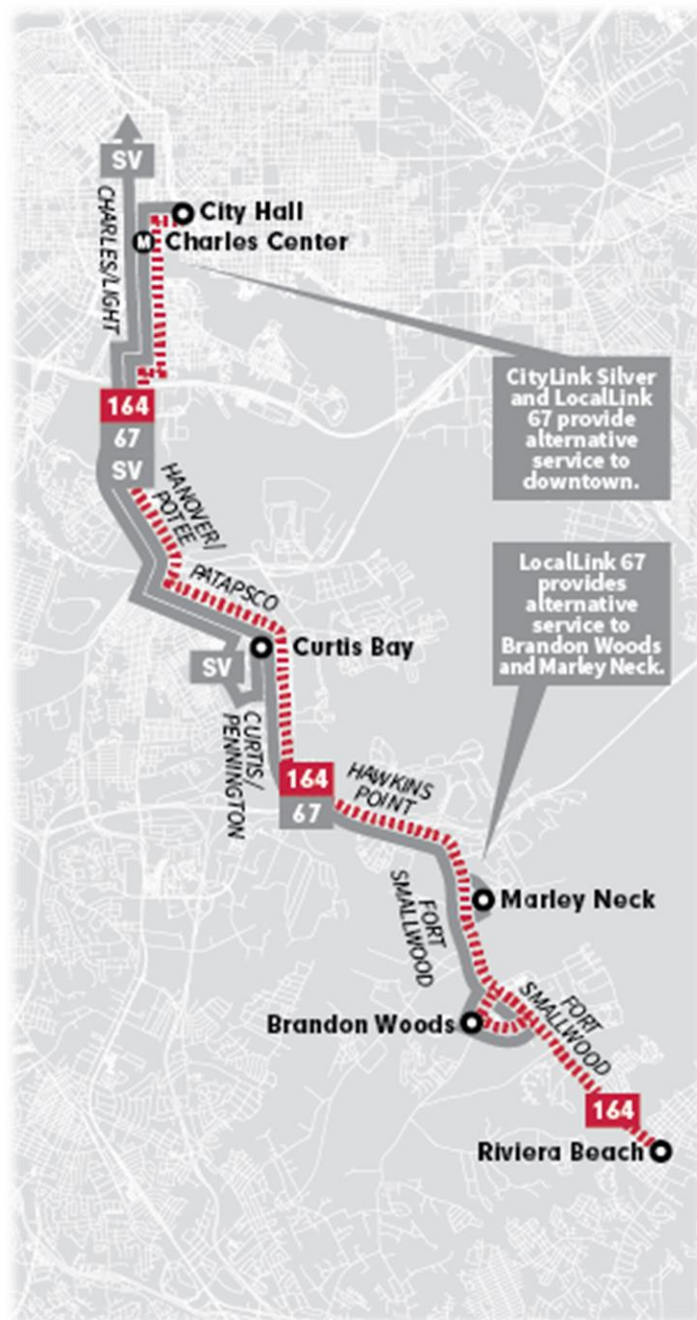 SV
CHARLES/LIGHT
City Hall
M
Charles Center
CityLink Silver
and LocalLink
67 provide
alternative
service to
downtown.
164
67
SV
HANOVER/
POTEE
PATAPSCO
LocalLink 67
provides
alternative
service to
Brandon Woods
and Marley Neck.
Curtis Bay
SV
CURTIS/
PENNINGTON
164
67
HAWKINS
POINT
FORT
SMALLWOOD
Marley Neck
FORT
SMALLWOOD
Brandon Woods
164
Riviera Beach